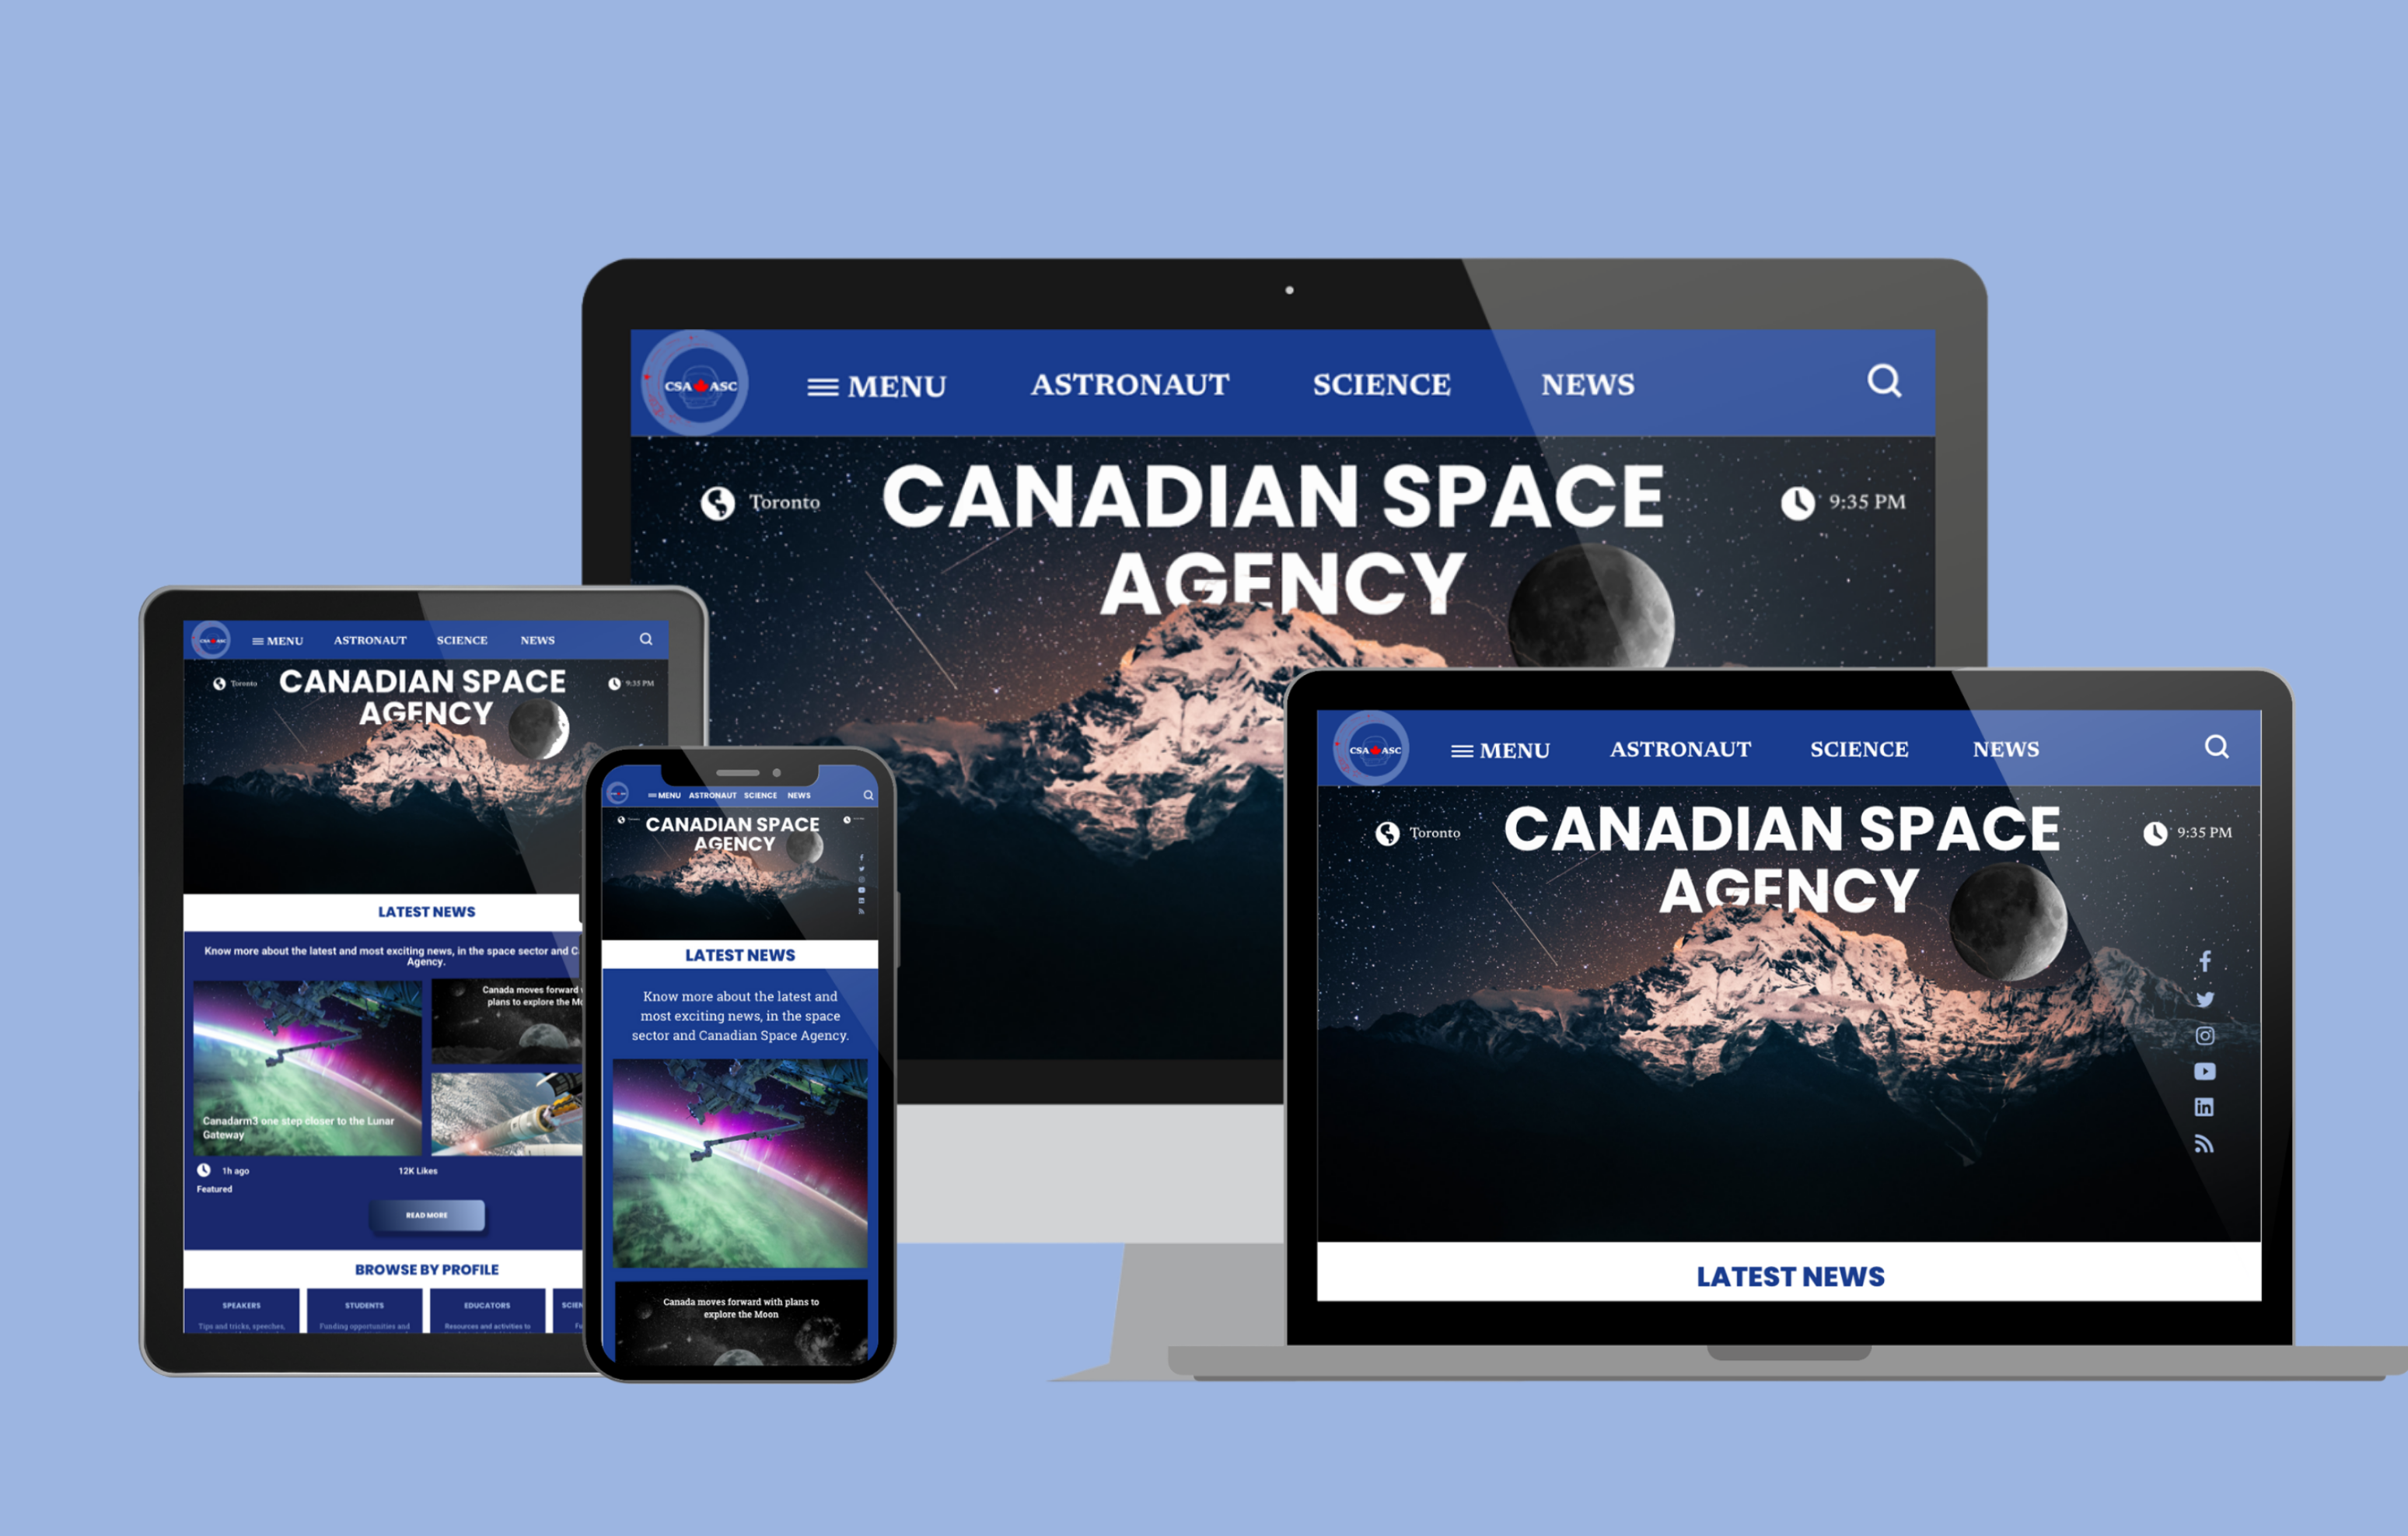 CSA ASC
MENU ASTRONAUT SCIENCE NEWS
Toronto
CANADIAN SPACE
AGENCY
9:35 PM
MENU ASTRONAUT SCIENCE NEWS
Toronto
CANADIAN SPACE
AGENCY
9:35 PM
LATEST NEWS
Know more about the latest and most exciting news, in the space sector and C
Agency.
Canada moves forward
plans to explore the Mo
Canadarm3 one step closer to the Lunar
Gateway
1h ago
12K Likes
Featured
READ MORE
BROWSE BY PROFILE
SPEAKERS
STUDENTS
EDUCATORS
SCIEN
Tips and tricks, speeches,
Funding opportunities and
Resources and activities to
MENU ASTRONAUT SCIENCE NEWS
CANADIAN SPACE
AGENCY
LATEST NEWS
Know more about the latest and
most exciting news, in the space
sector and Canadian Space Agency.
Canada moves forward with plans to
explore the Moon
CSA ASC
MENU ASTRONAUT SCIENCE NEWS
Toronto
CANADIAN SPACE
AGENCY
9:35 PM
LATEST NEWS